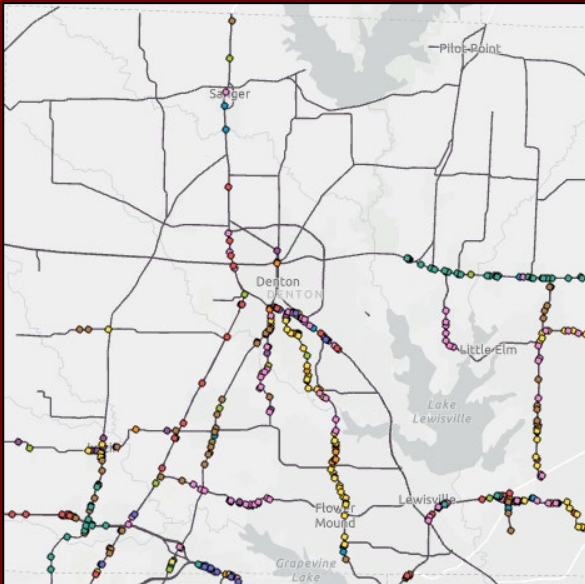 Pilot Point
Sanger
Denton
DENTON
Little Elm
Lake
Lewisville
Lewisville
Flower
Mound
Grapevine
Lake